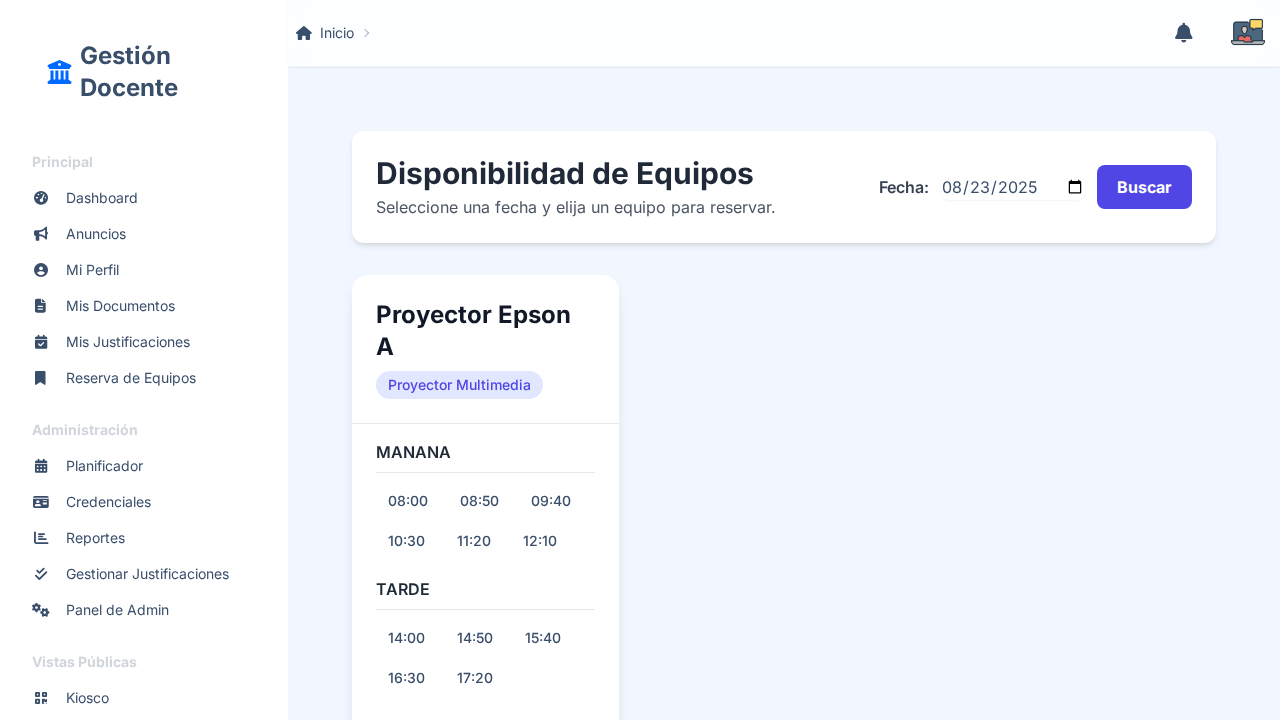 Gestión
Docente
Principal
Dashboard
Anuncios
Mi Perfil
Mis Documentos
Mis Justificaciones
Reserva de Equipos
Administración
Planificador
Credenciales
Reportes
Gestionar Justificaciones
Panel de Admin
Vistas Públicas
Kiosco
Inicio
Disponibilidad de Equipos
Seleccione una fecha y elija un equipo para reservar.
Fecha: 08/23/2025 Buscar
Proyector Epson
A
Proyector Multimedia
MANANA
08:00 08:50 09:40
10:30 11:20 12:10
TARDE
14:00 14:50 15:40
16:30 17:20